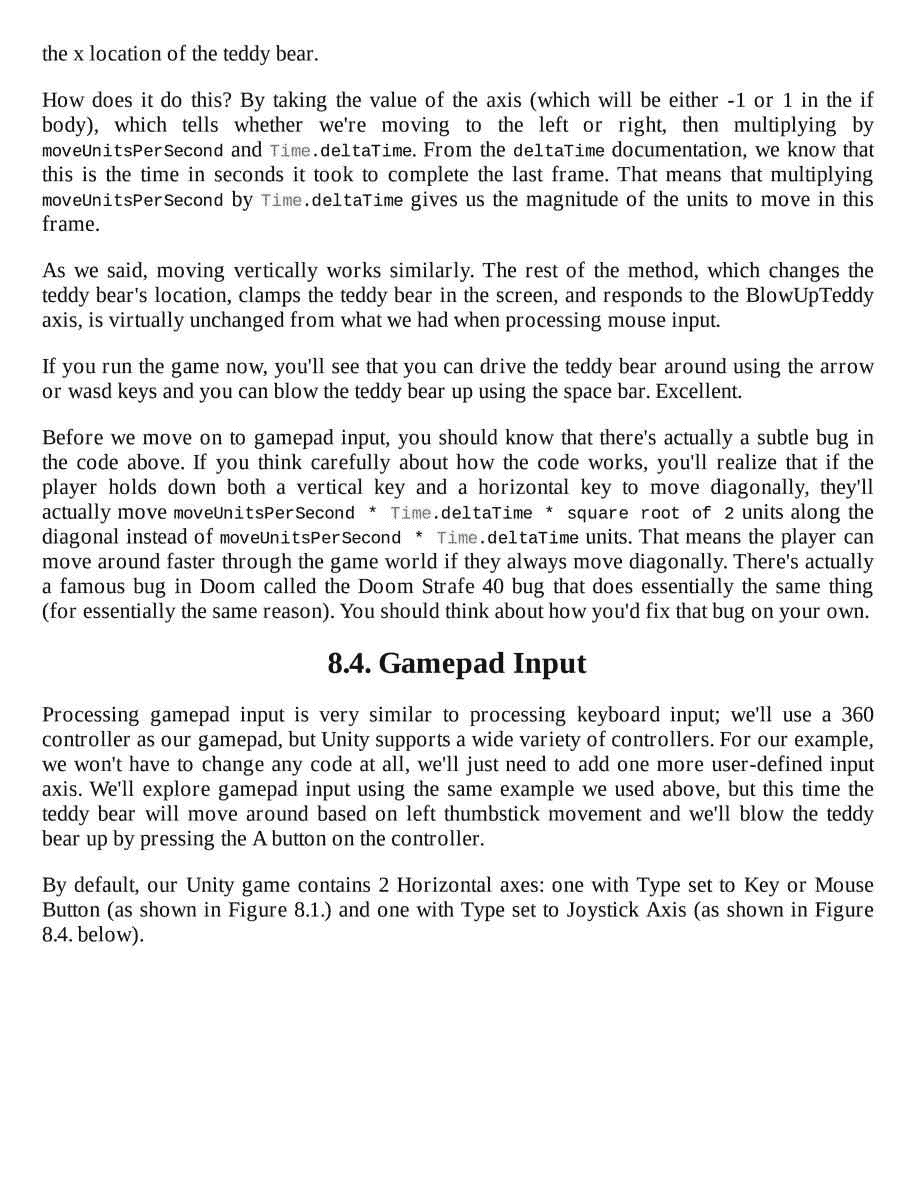 the x location of the teddy bear.
How does it do this? By taking the value of the axis (which will be either -1 or 1 in the if
body), which tells whether we're moving to the left or right, then multiplying by
moveUnitsPerSecond and Time.deltaTime. From the deltaTime documentation, we know that
this is the time in seconds it took to complete the last frame. That means that multiplying
moveUnitsPerSecond by Time.deltaTime gives us the magnitude of the units to move in this
frame.
As we said, moving vertically works similarly. The rest of the method, which changes the
teddy bear's location, clamps the teddy bear in the screen, and responds to the BlowUpTeddy
axis, is virtually unchanged from what we had when processing mouse input.
If you run the game now, you'll see that you can drive the teddy bear around using the arrow
or wasd keys and you can blow the teddy bear up using the space bar. Excellent.
Before we move on to gamepad input, you should know that there's actually a subtle bug in
the code above. If you think carefully about how the code works, you'll realize that if the
player holds down both a vertical key and a horizontal key to move diagonally, they'll
actually move moveUnitsPerSecond * Time.deltaTime * square root of 2 units along the
diagonal instead of moveUnitsPerSecond * Time.deltaTime units. That means the player can
move around faster through the game world if they always move diagonally. There's actually
a famous bug in Doom called the Doom Strafe 40 bug that does essentially the same thing
(for essentially the same reason). You should think about how you'd fix that bug on your own.
8.4. Gamepad Input
Processing gamepad input is very similar to processing keyboard input; we'll use a 360
controller as our gamepad, but Unity supports a wide variety of controllers. For our example,
we won't have to change any code at all, we'll just need to add one more user-defined input
axis. We'll explore gamepad input using the same example we used above, but this time the
teddy bear will move around based on left thumbstick movement and we'll blow the teddy
bear up by pressing the A button on the controller.
By default, our Unity game contains 2 Horizontal axes: one with Type set to Key or Mouse
Button (as shown in Figure 8.1.) and one with Type set to Joystick Axis (as shown in Figure
8.4. below).